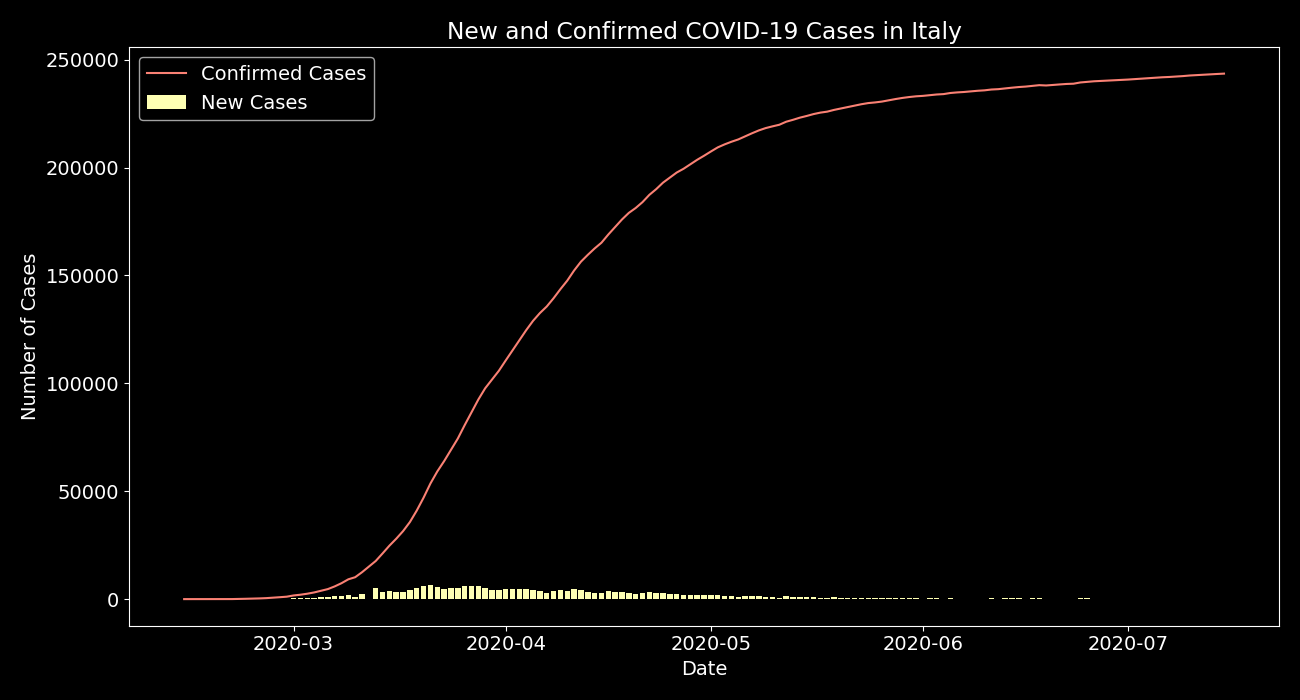 New and Confirmed COVID-19 Cases in Italy
Confirmed Cases
New Cases
250000
200000
150000
100000
50000
0
Number of Cases
2020-03 2020-04 2020-05 2020-06 2020-07
Date